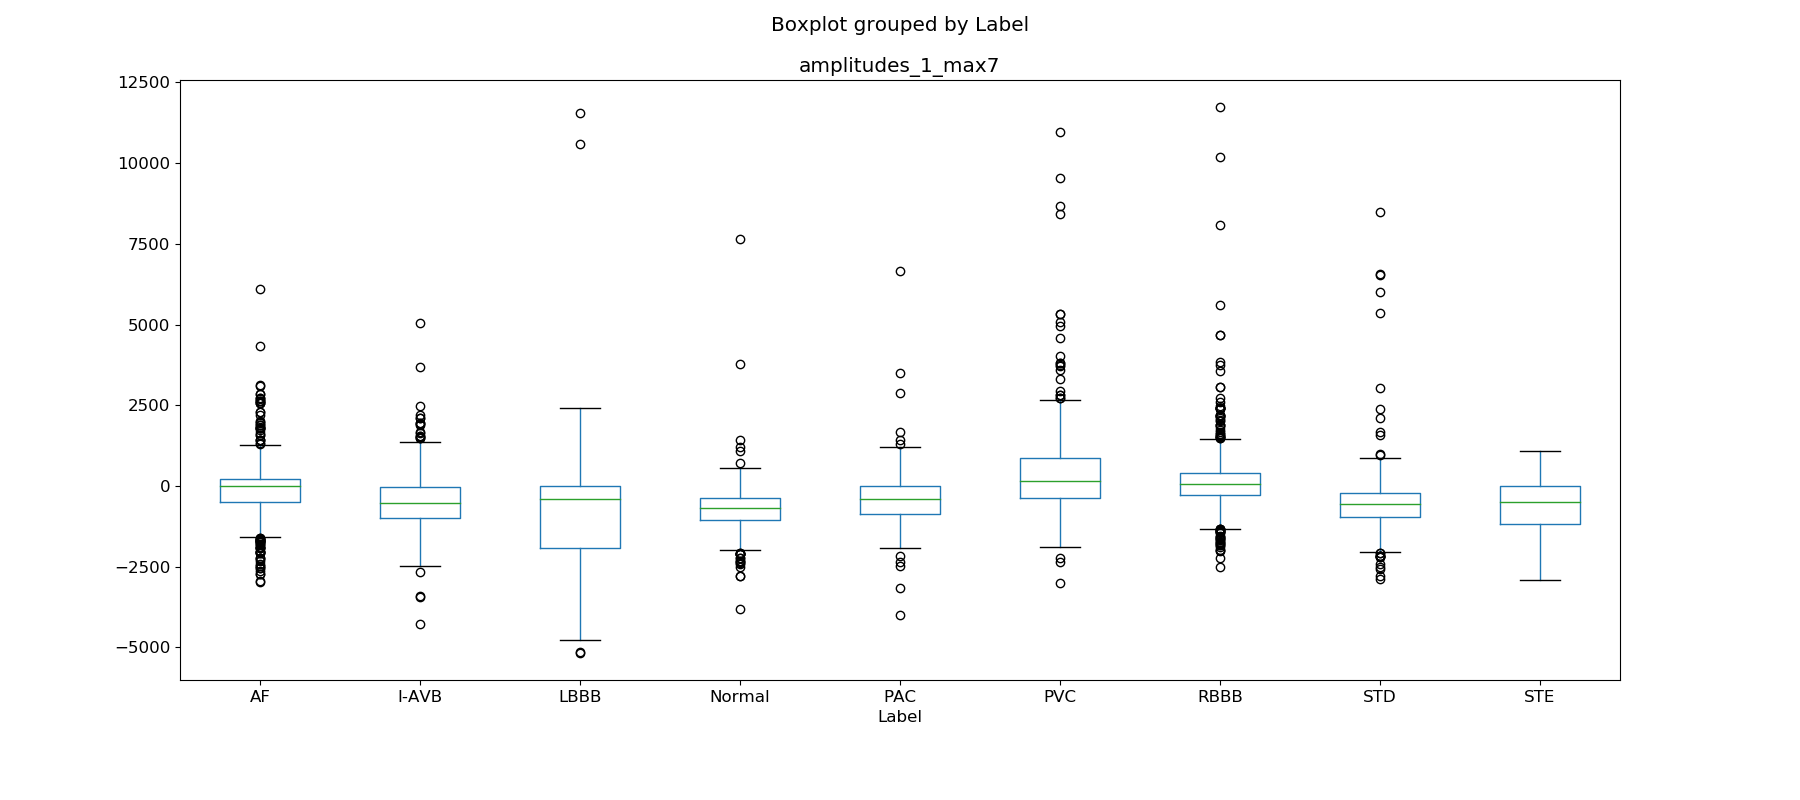 Boxplot grouped by Label
amplitudes_1_max7
12500
10000
7500
5000
2500
0
−2500
−5000
AF I-AVB LBBB Normal PAC PVC RBBB STD STE
Label